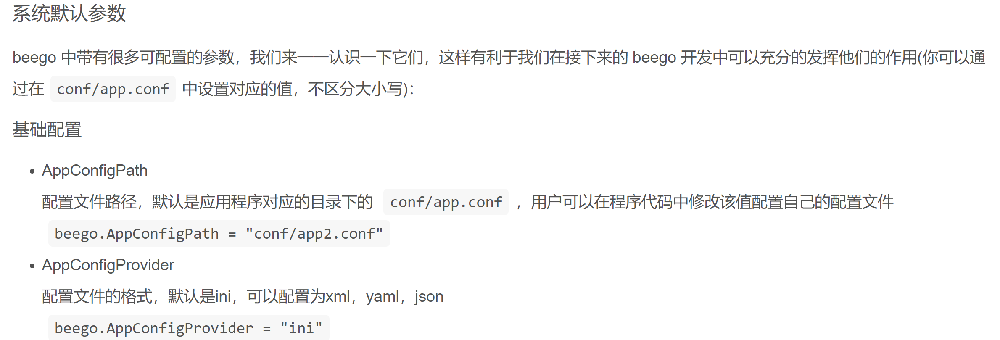 系统默认参数
beego 中带有很多可配置的参数，我们来一一认识一下它们，这样有利于我们在接下来的 beego 开发中可以充分的发挥他们的作用(你可以通
过在 conf/app.conf 中设置对应的值，不区分大小写)：
基础配置
• AppConfigPath
配置文件路径，默认是应用程序对应的目录下的 conf/app.conf ，用户可以在程序代码中修改该值配置自己的配置文件
beego.AppConfigPath = "conf/app2.conf"
• AppConfigProvider
配置文件的格式，默认是ini，可以配置为xml，yaml，json
beego.AppConfigProvider = "ini"